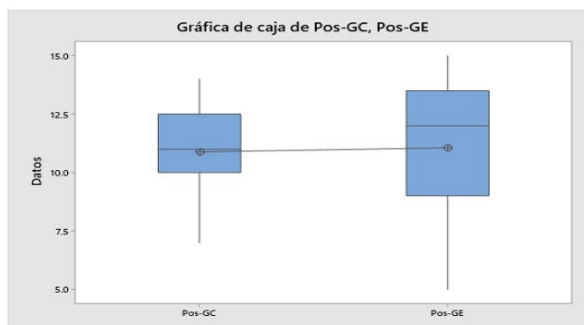 Gráfica de caja de Pos-GC, Pos-GE
15.0
12.5
10.0
7.5
5.0
Datos
Pos-GC
Pos-GE